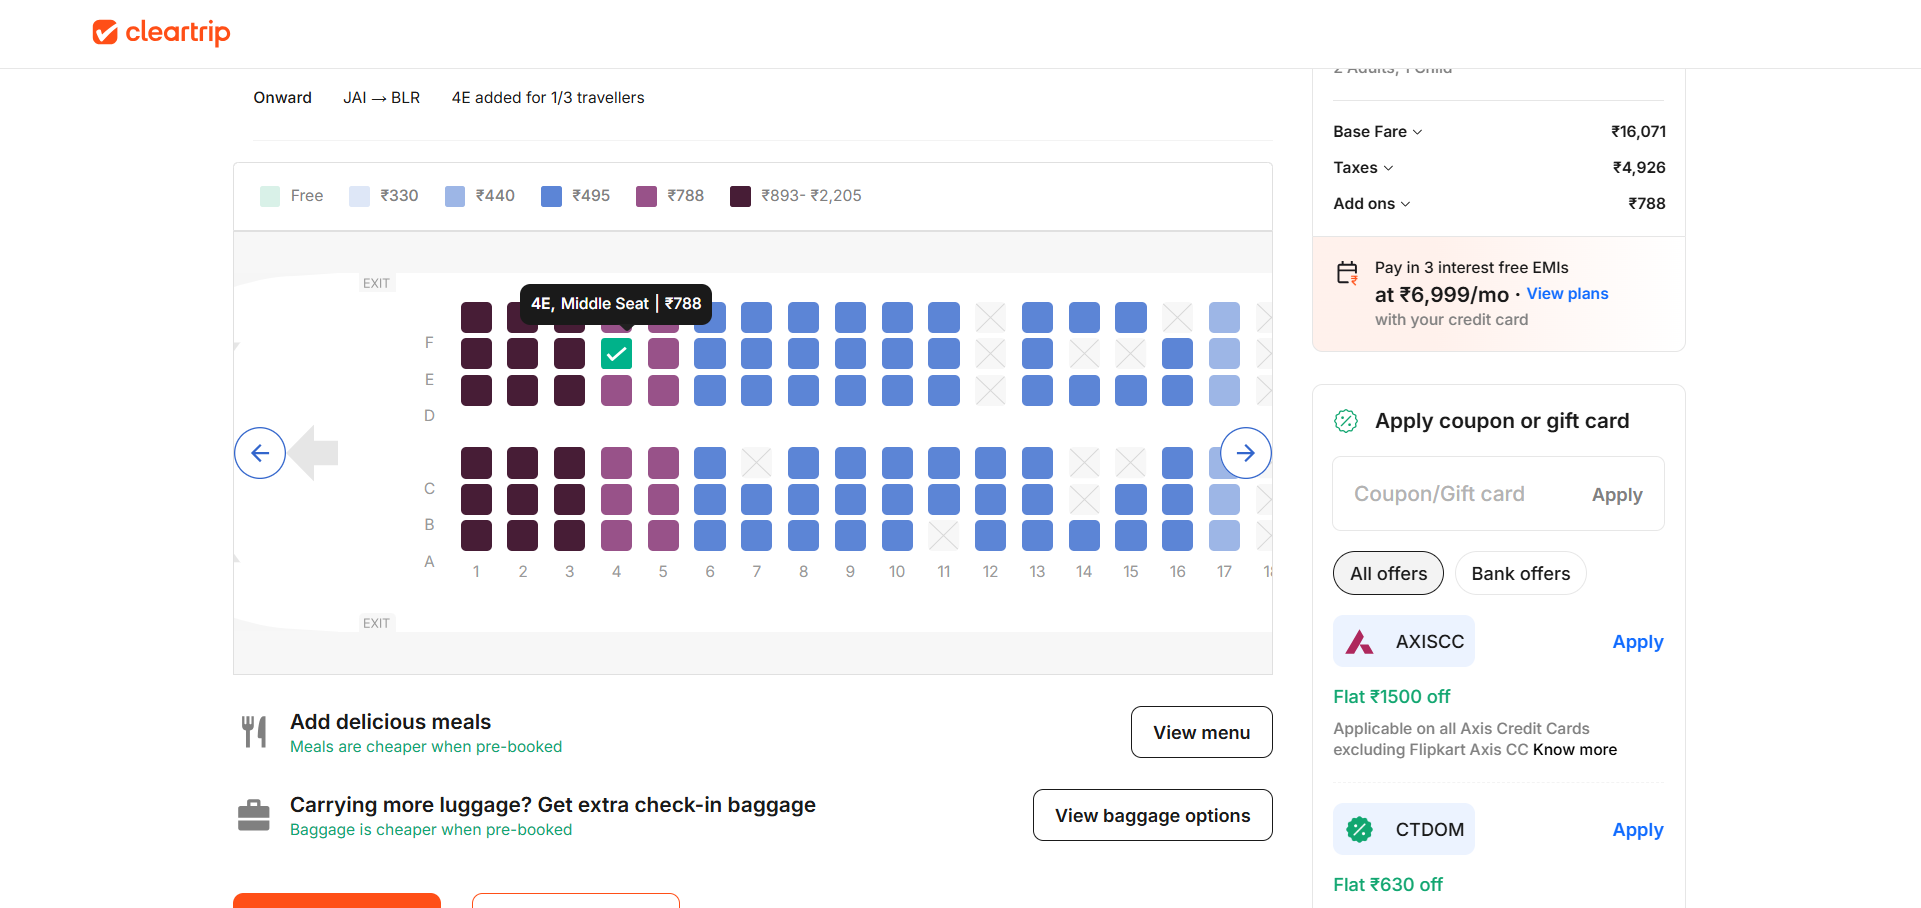 cleartrip
Onward JAI → BLR 4E added for 1/3 travellers
Free ₹330 ₹440 ₹495 ₹788 ₹893- ₹2,205
EXIT
4E, Middle Seat | ₹788
F
E
D
C
B
A
1 2 3 4 5 6 7 8 9 10 11 12 13 14 15 16 17
EXIT
Add delicious meals
Meals are cheaper when pre-booked
View menu
Carrying more luggage? Get extra check-in baggage
Baggage is cheaper when pre-booked
View baggage options
2 Adults, 1 Child
Base Fare ₹16,071
Taxes ₹4,926
Add ons ₹788
Pay in 3 interest free EMIs
at ₹6,999/mo · View plans
with your credit card
Apply coupon or gift card
Coupon/Gift card Apply
All offers Bank offers
AXISCC Apply
Flat ₹1500 off
Applicable on all Axis Credit Cards
excluding Flipkart Axis CC Know more
CTDOM Apply
Flat ₹630 off